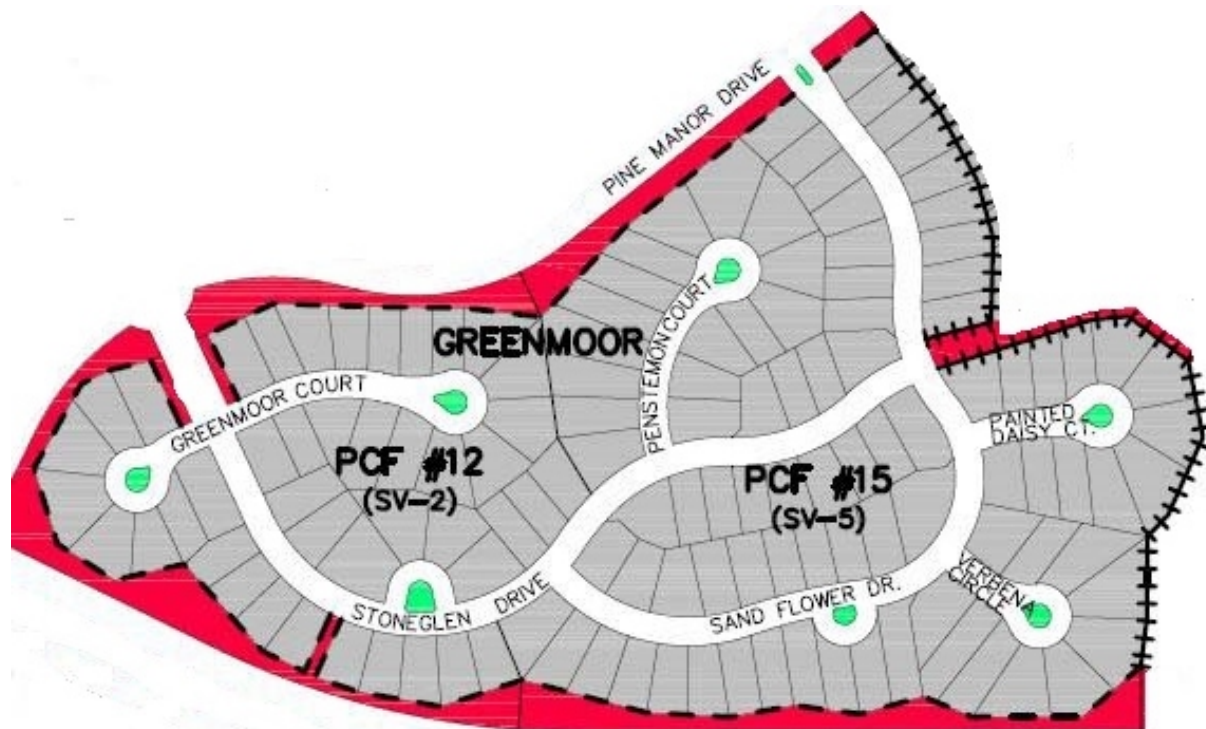 PINE MANOR DRIVE
GREENMOOR
PENSTEMON COURT
GREENMOOR COURT
PAINTED
DAISY CT.
PCF #12
(SV-2)
PCF #15
(SV-5)
VERBENA
CIRCLE
STONEGLEN DRIVE
SAND FLOWER DR.